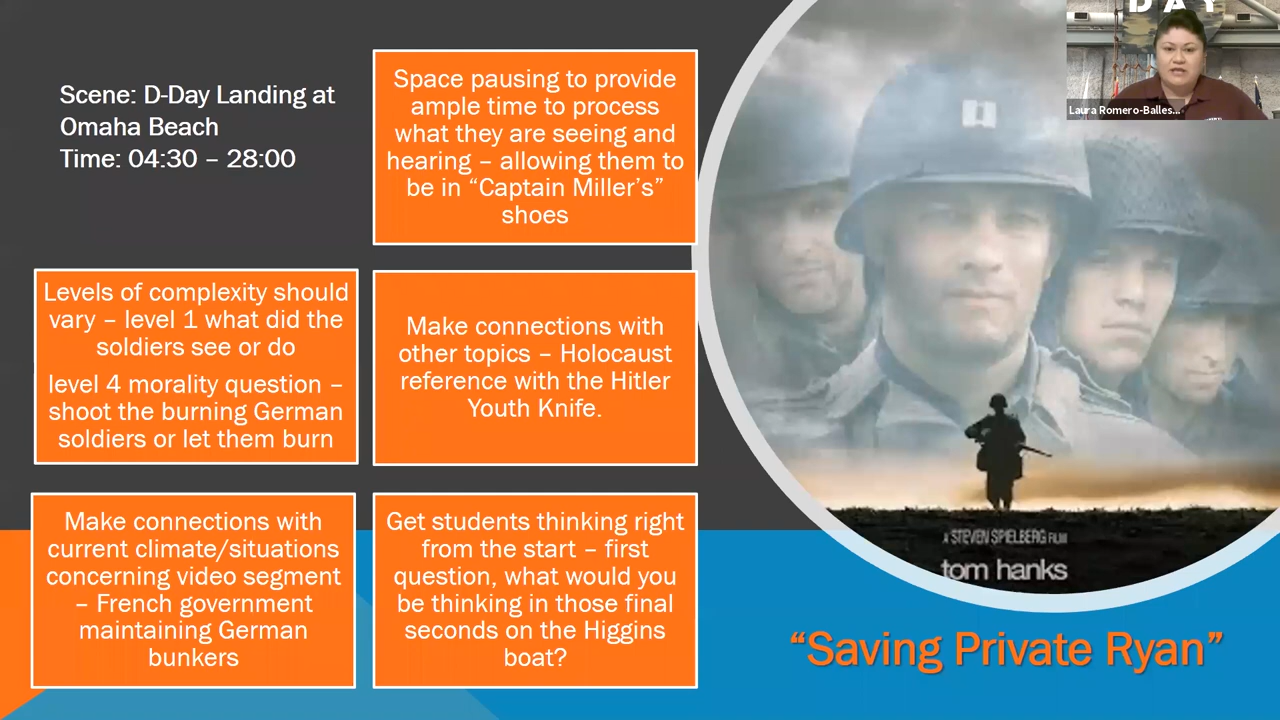 DAY
Laura Romero-Balles...
Scene: D-Day Landing at
Omaha Beach
Time: 04:30 – 28:00
Space pausing to provide
ample time to process
what they are seeing and
hearing – allowing them to
be in “Captain Miller’s”
shoes
Levels of complexity should
vary – level 1 what did the
soldiers see or do
level 4 morality question –
shoot the burning German
soldiers or let them burn
Make connections with
other topics – Holocaust
reference with the Hitler
Youth Knife.
Make connections with
current climate/situations
concerning video segment
– French government
maintaining German
bunkers
Get students thinking right
from the start – first
question, what would you
be thinking in those final
seconds on the Higgins
boat?
A STEVEN SPIELBERG FILM
tom hanks
“Saving Private Ryan”